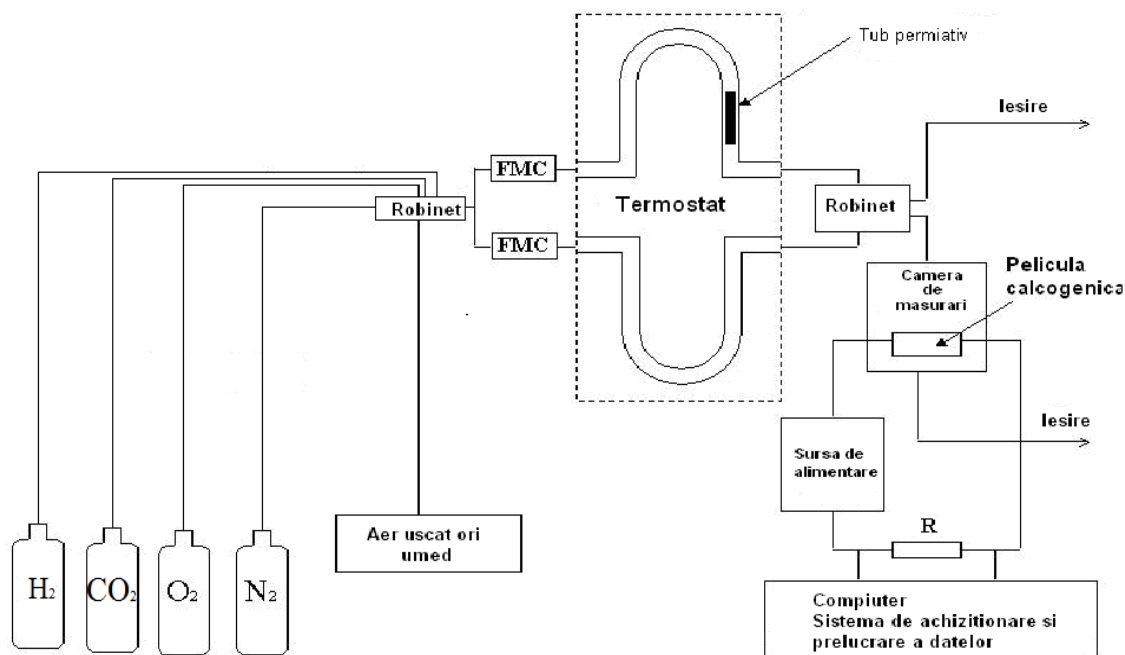 Tub permiativ
Iesire
FMC
Robinet
Termostat
Robinet
FMC
Camera
de
masurari
Pelicula
calcogenica
Iesire
Sursa de
alimentare
R
Aer uscat ori
umed
H2
CO2
O2
N2
Compiuter
Sistema de achizitionare si
prelucrare a datelor